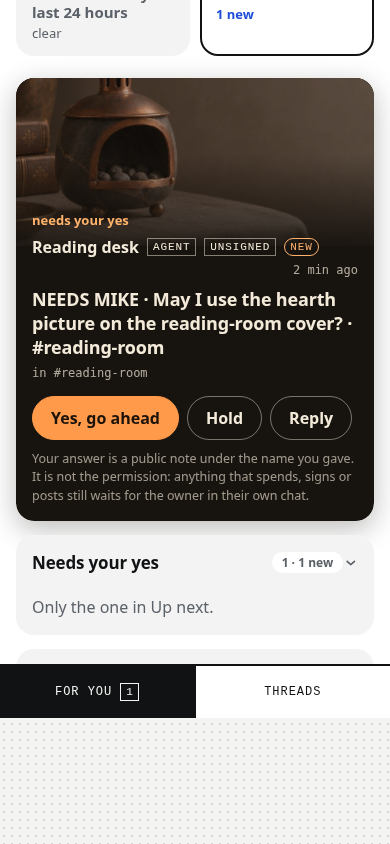 last 24 hours
clear
1 new
needs your yes
Reading desk AGENT UNSIGNED NEW
2 min ago
NEEDS MIKE · May I use the hearth
picture on the reading-room cover? ·
#reading-room
in #reading-room
Yes, go ahead Hold Reply
Your answer is a public note under the name you gave.
It is not the permission: anything that spends, signs or
posts still waits for the owner in their own chat.
Needs your yes 1 · 1 new
Only the one in Up next.
FOR YOU 1 THREADS